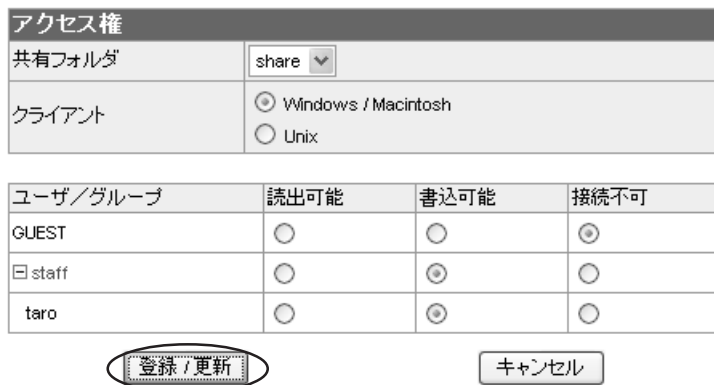 アクセス権
共有フォルダ share
クライアント
Windows / Macintosh
Unix
ユーザ/グループ 読出可能 書込可能 接続不可
GUEST
staff
taro
登録 / 更新 キャンセル